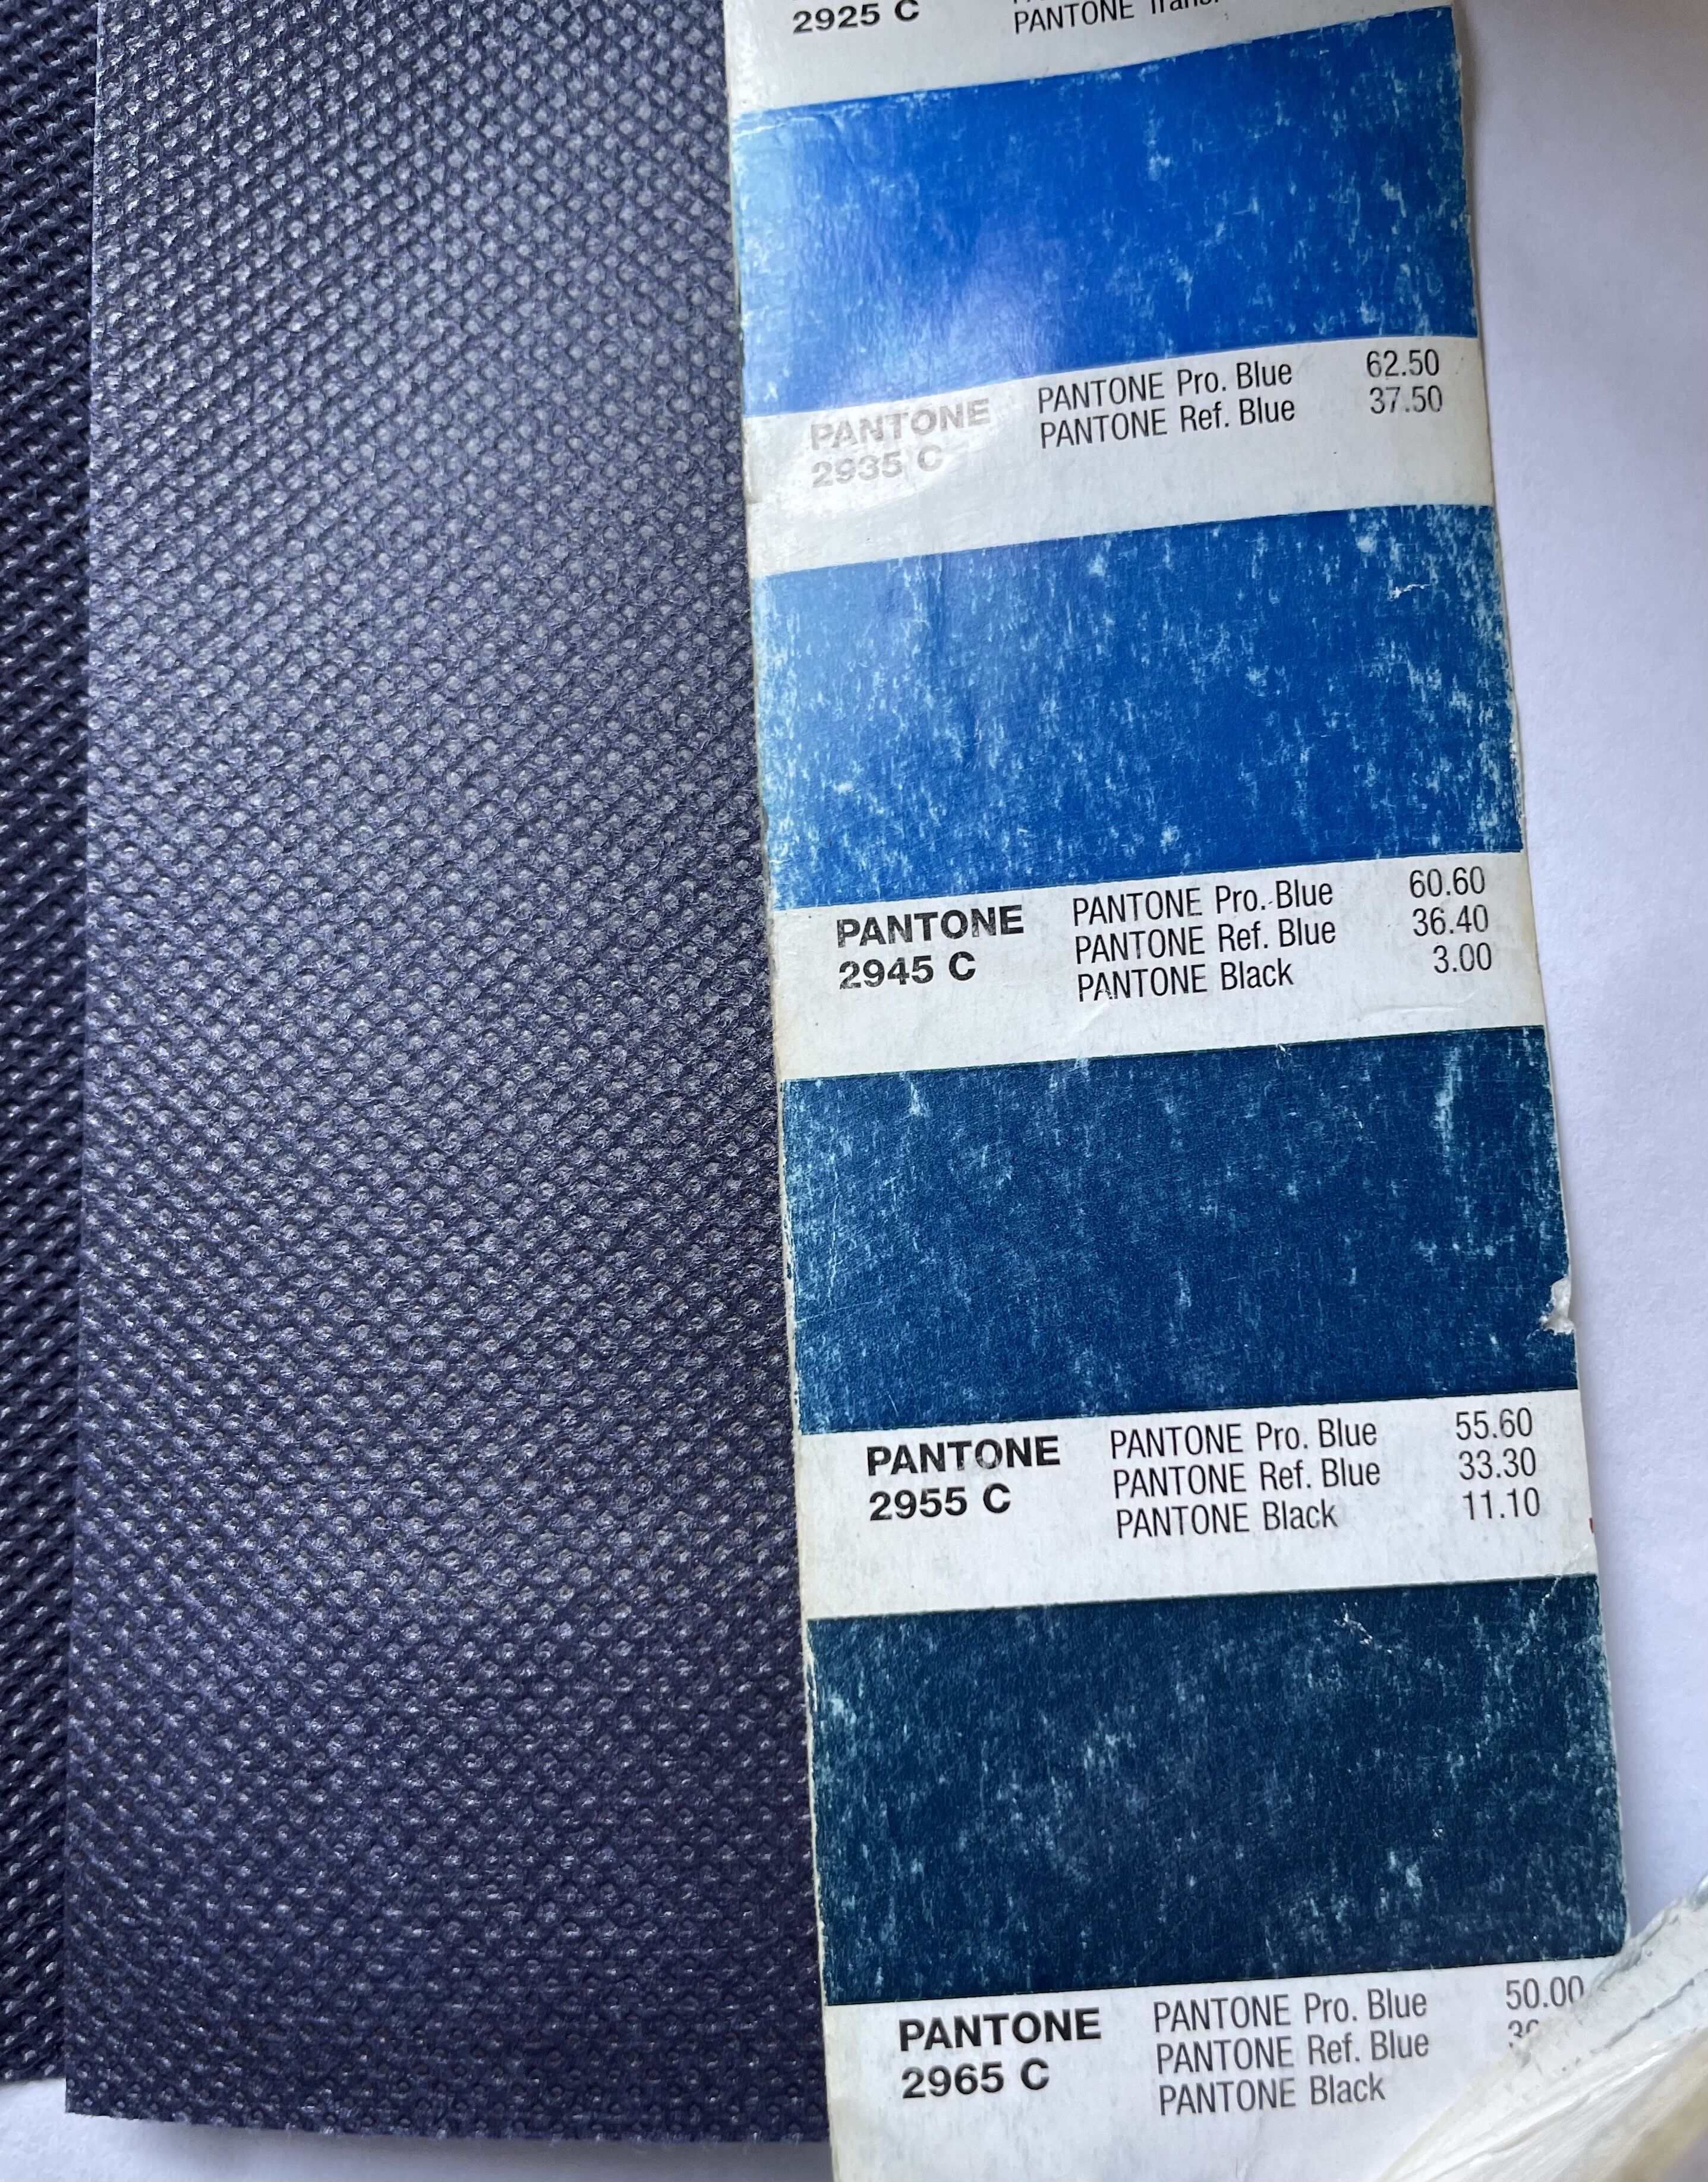 2925 C
PANTONE
PANTONE Pro. Blue 62.50
PANTONE Ref. Blue 37.50
PANTONE
2935 C
PANTONE Pro. Blue 60.60
PANTONE Ref. Blue 36.40
PANTONE Black 3.00
PANTONE
2945 C
PANTONE Pro. Blue 55.60
PANTONE Ref. Blue 33.30
PANTONE Black 11.10
PANTONE
2955 C
PANTONE Pro. Blue 50.00
PANTONE Ref. Blue
PANTONE Black
PANTONE
2965 C